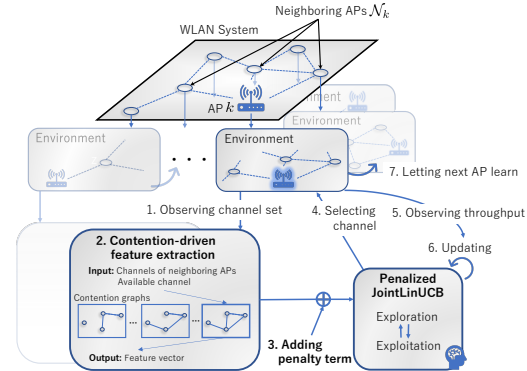 Neighboring APs 𝒩k
WLAN System
AP k
Environment
Environment
nment
Environment
7. Letting next AP learn
1. Observing channel set
4. Selecting
channel
5. Observing throughput
6. Updating
2. Contention-driven
feature extraction
Input: Channels of neighboring APs
Available channel
Contention graphs
... ...
Output: Feature vector
3. Adding
penalty term
Penalized
JointLinUCB
Exploration
Exploitation